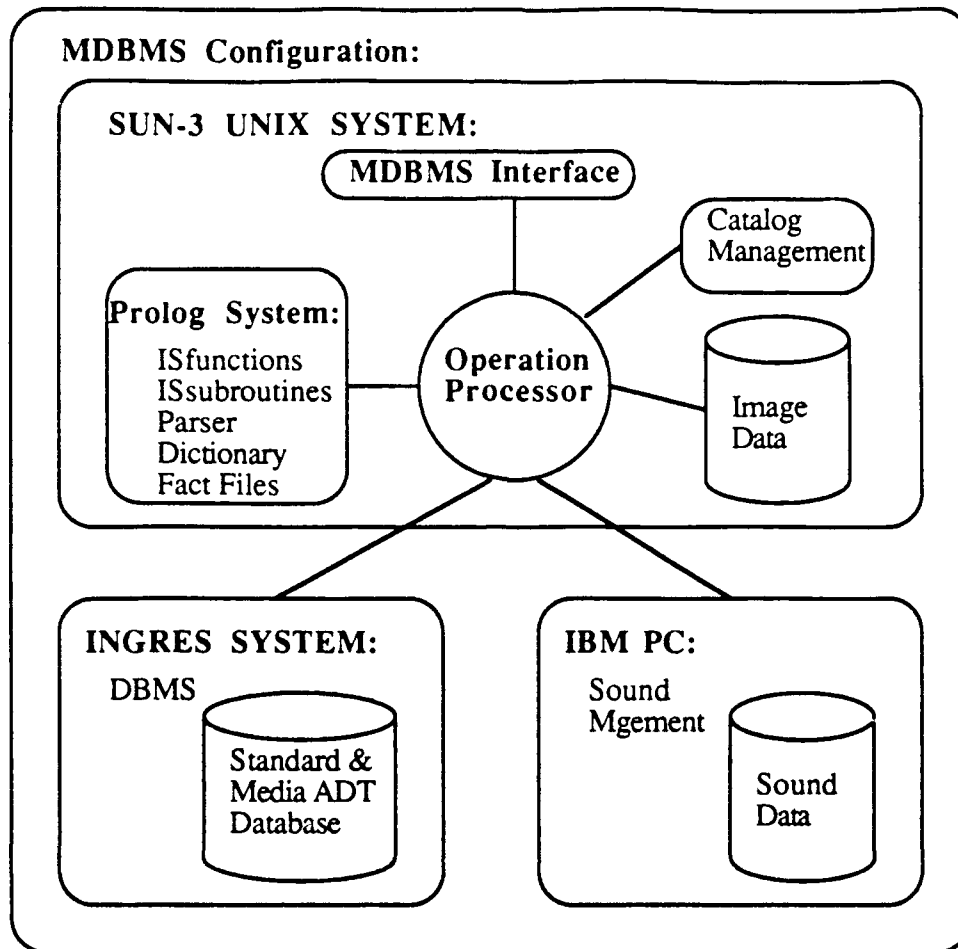 MDBMS Configuration:
SUN-3 UNIX SYSTEM:
MDBMS Interface
Catalog
Management
Prolog System:
ISfunctions
ISsubroutines
Parser
Dictionary
Fact Files
Operation
Processor
Image
Data
INGRES SYSTEM:
DBMS
Standard &
Media ADT
Database
IBM PC:
Sound
Mgement
Sound
Data